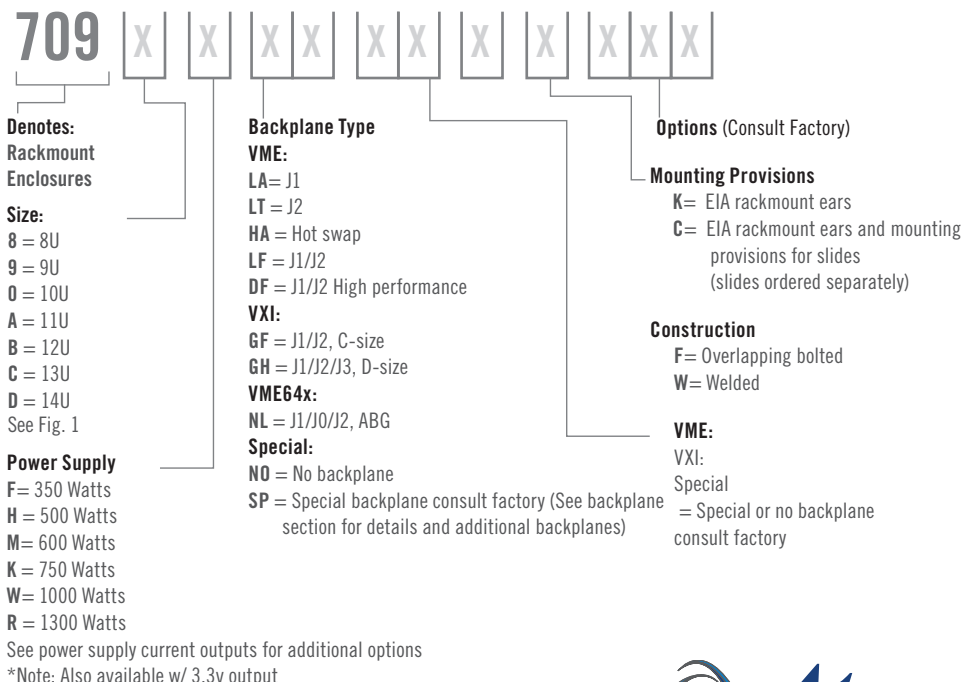 709 X X X X X X X X X X X
Denotes:
Rackmount
Enclosures
Size:
8 = 8U
9 = 9U
0 = 10U
A = 11U
B = 12U
C = 13U
D = 14U
See Fig. 1
Power Supply
F= 350 Watts
H = 500 Watts
M= 600 Watts
K = 750 Watts
W= 1000 Watts
R = 1300 Watts
See power supply current outputs for additional options
*Note: Also available w/ 3.3v output
Backplane Type
VME:
LA= J1
LT = J2
HA = Hot swap
LF = J1/J2
DF = J1/J2 High performance
VXI:
GF = J1/J2, C-size
GH = J1/J2/J3, D-size
VME64x:
NL = J1/J0/J2, ABG
Special:
NO = No backplane
SP = Special backplane consult factory (See backplane
section for details and additional backplanes)
Options (Consult Factory)
Mounting Provisions
K= EIA rackmount ears
C= EIA rackmount ears and mounting
provisions for slides
(slides ordered separately)
Construction
F= Overlapping bolted
W= Welded
VME:
VXI:
Special
= Special or no backplane
consult factory